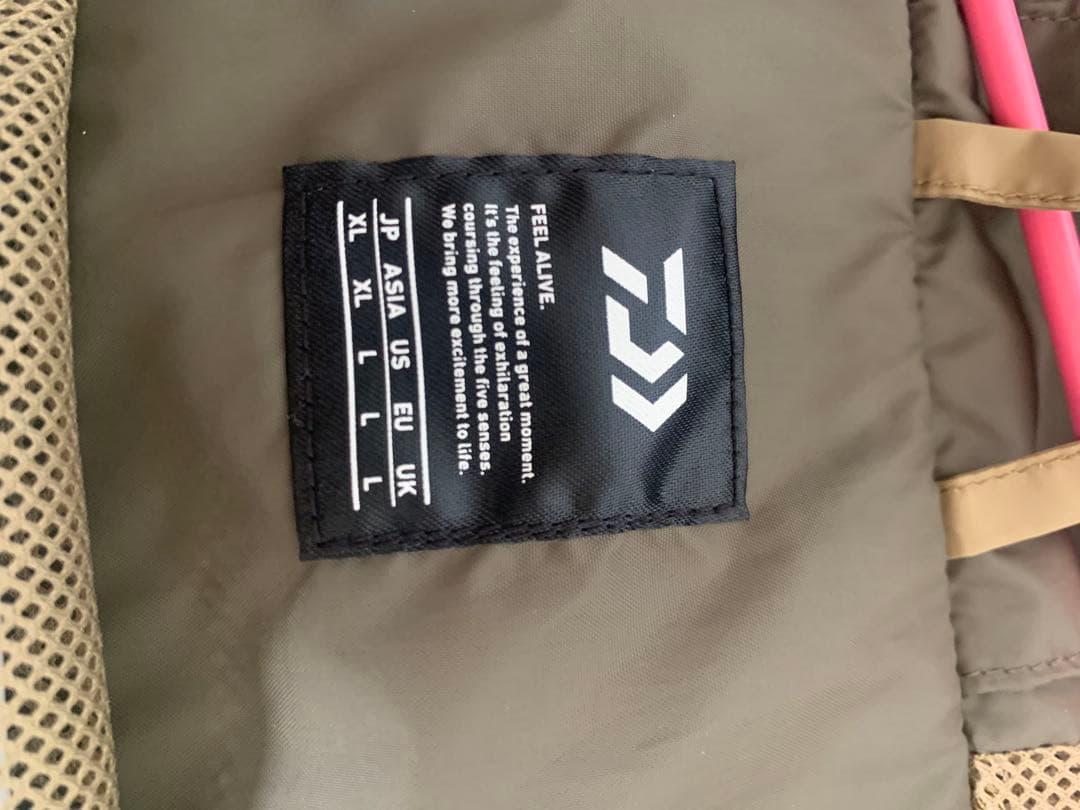 FEEL ALIVE.
The experience of a great moment.
It's the feeling of exhilaration
coursing through the five senses.
We bring more excitement to life.
JP ASIA US EU UK
XL XL L L L